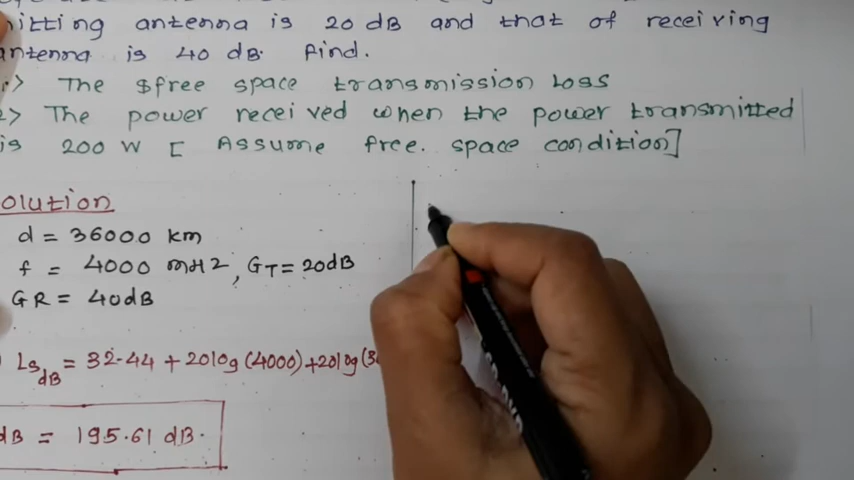 itting antenna is 20 dB and that of receiving
antenna is 40 dB. Find.
> The $free space transmission Loss
> The power received when the power transmitted
is 200 W [ Assume free. space condition]
olution
d = 36000 km
f = 4000 mHz, GT = 20dB
GR = 40dB
LsdB = 32.44 + 20log (4000) + 20log (3
dB = 195.61 dB.